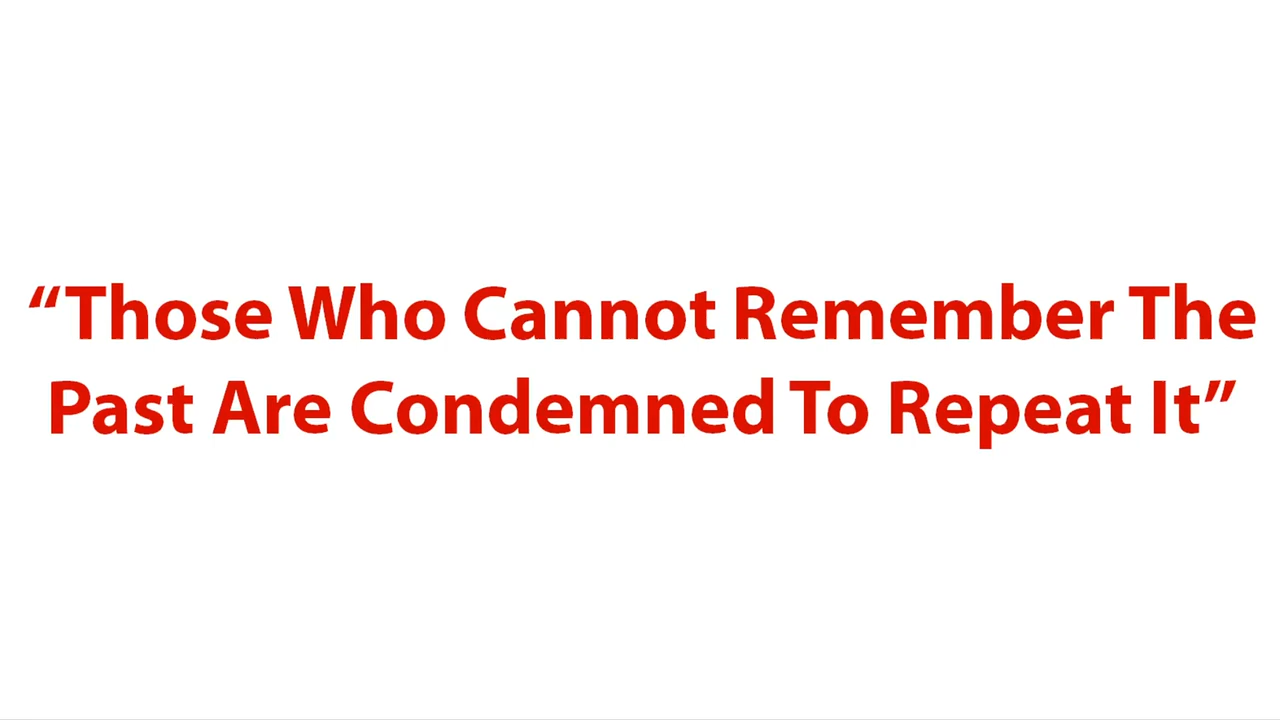 “Those Who Cannot Remember The
Past Are Condemned To Repeat It”